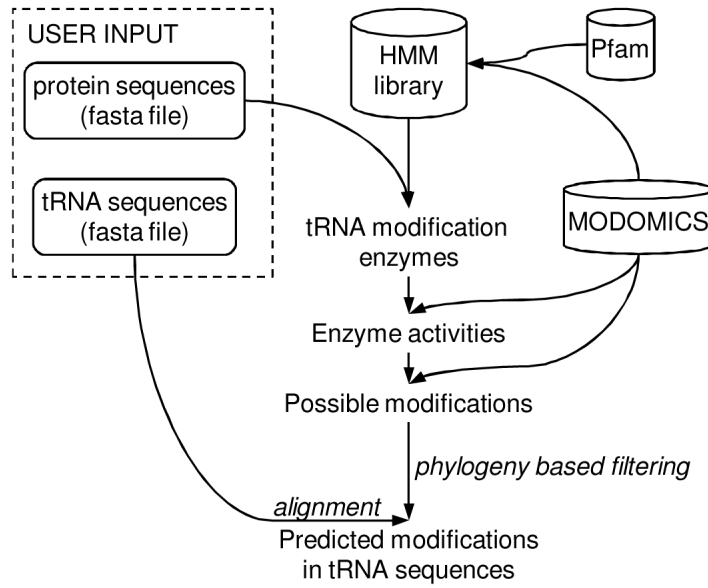 USER INPUT
protein sequences
(fasta file)
tRNA sequences
(fasta file)
HMM
library
Pfam
MODOMICS
tRNA modification
enzymes
Enzyme activities
Possible modifications
phylogeny based filtering
alignment
Predicted modifications
in tRNA sequences